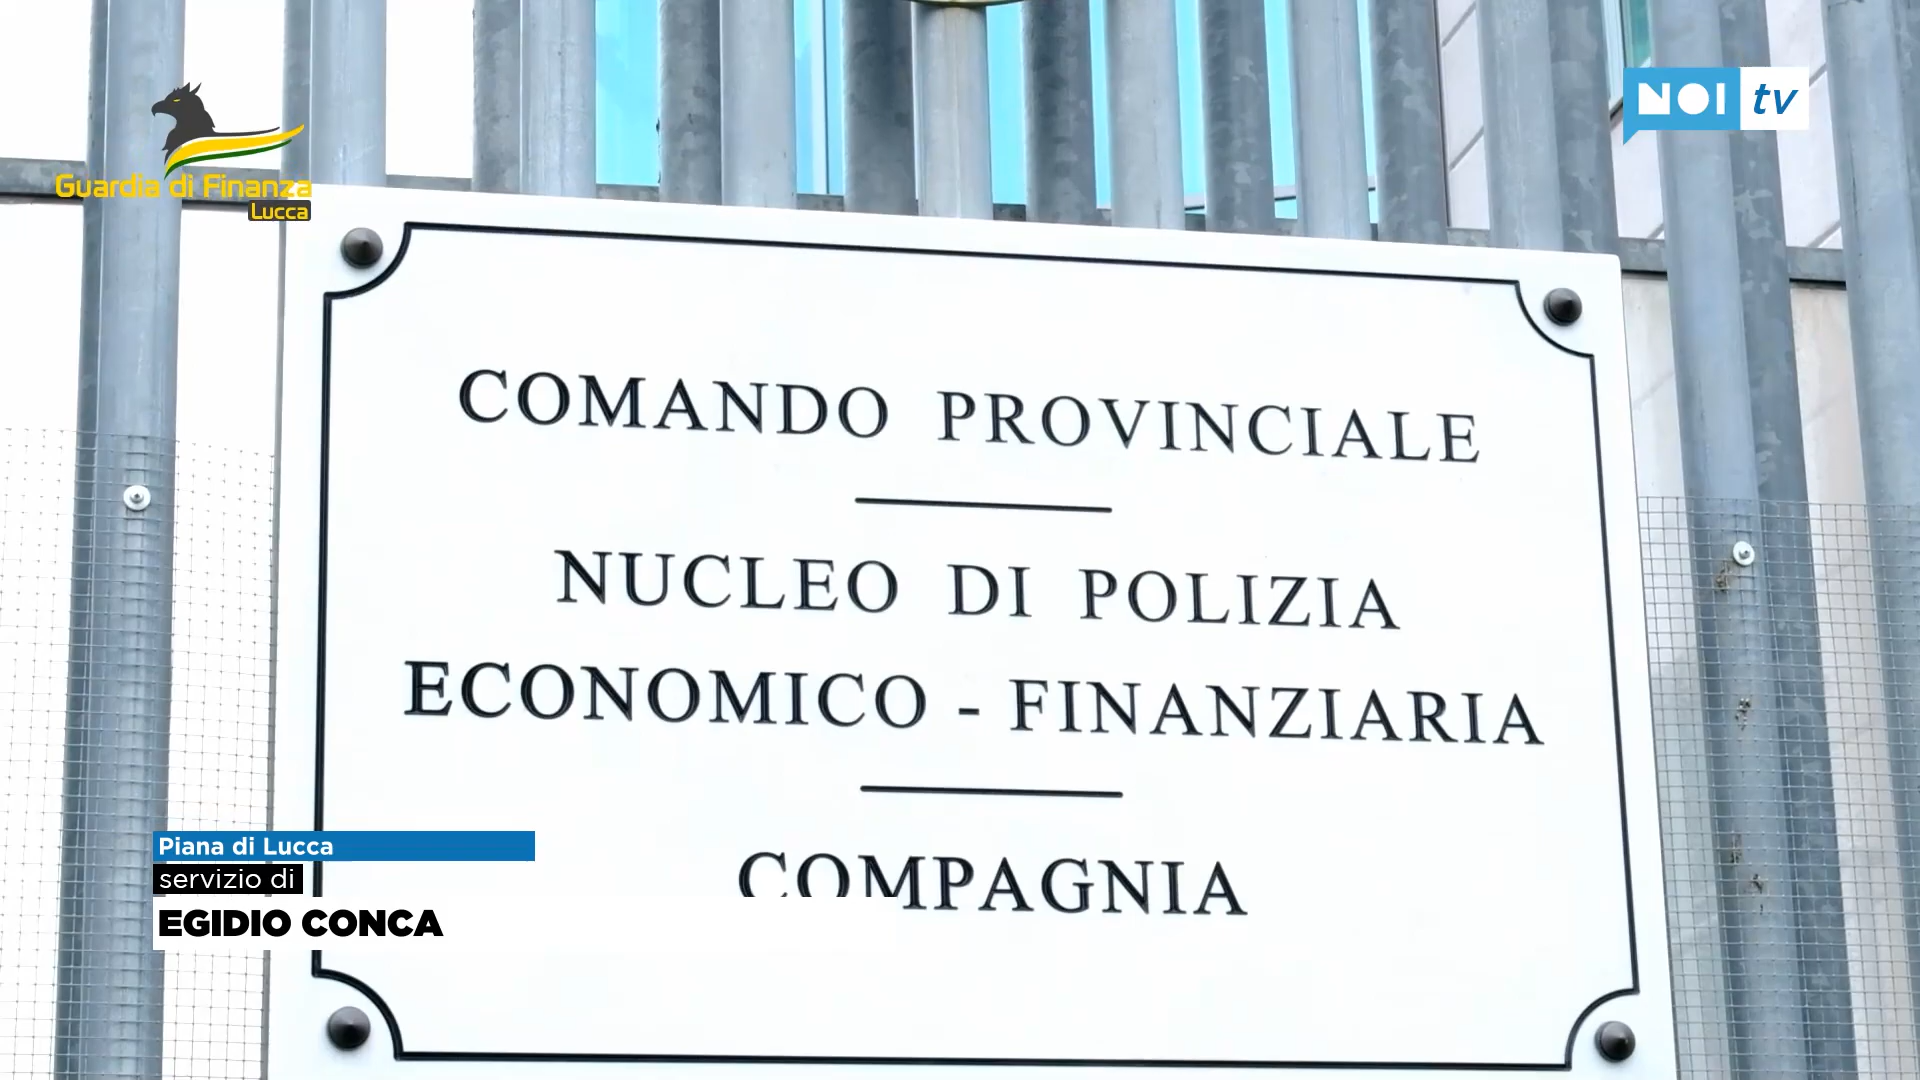 Guardia di Finanza
Lucca
NOI tv
COMANDO PROVINCIALE
NUCLEO DI POLIZIA
ECONOMICO - FINANZIARIA
COMPAGNIA
Piana di Lucca
servizio di
EGIDIO CONCA